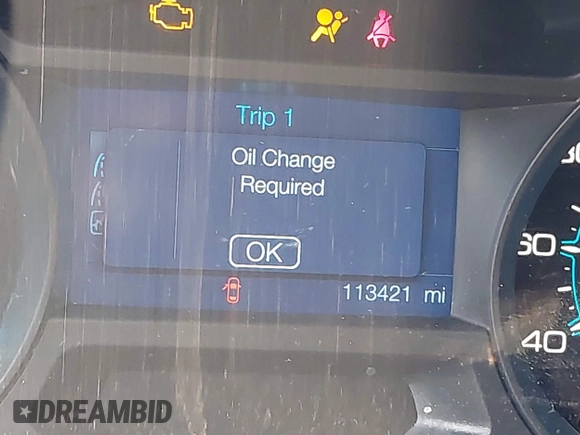 Trip 1
Oil Change
Required
OK
113421 mi
60
40
DREAMBID